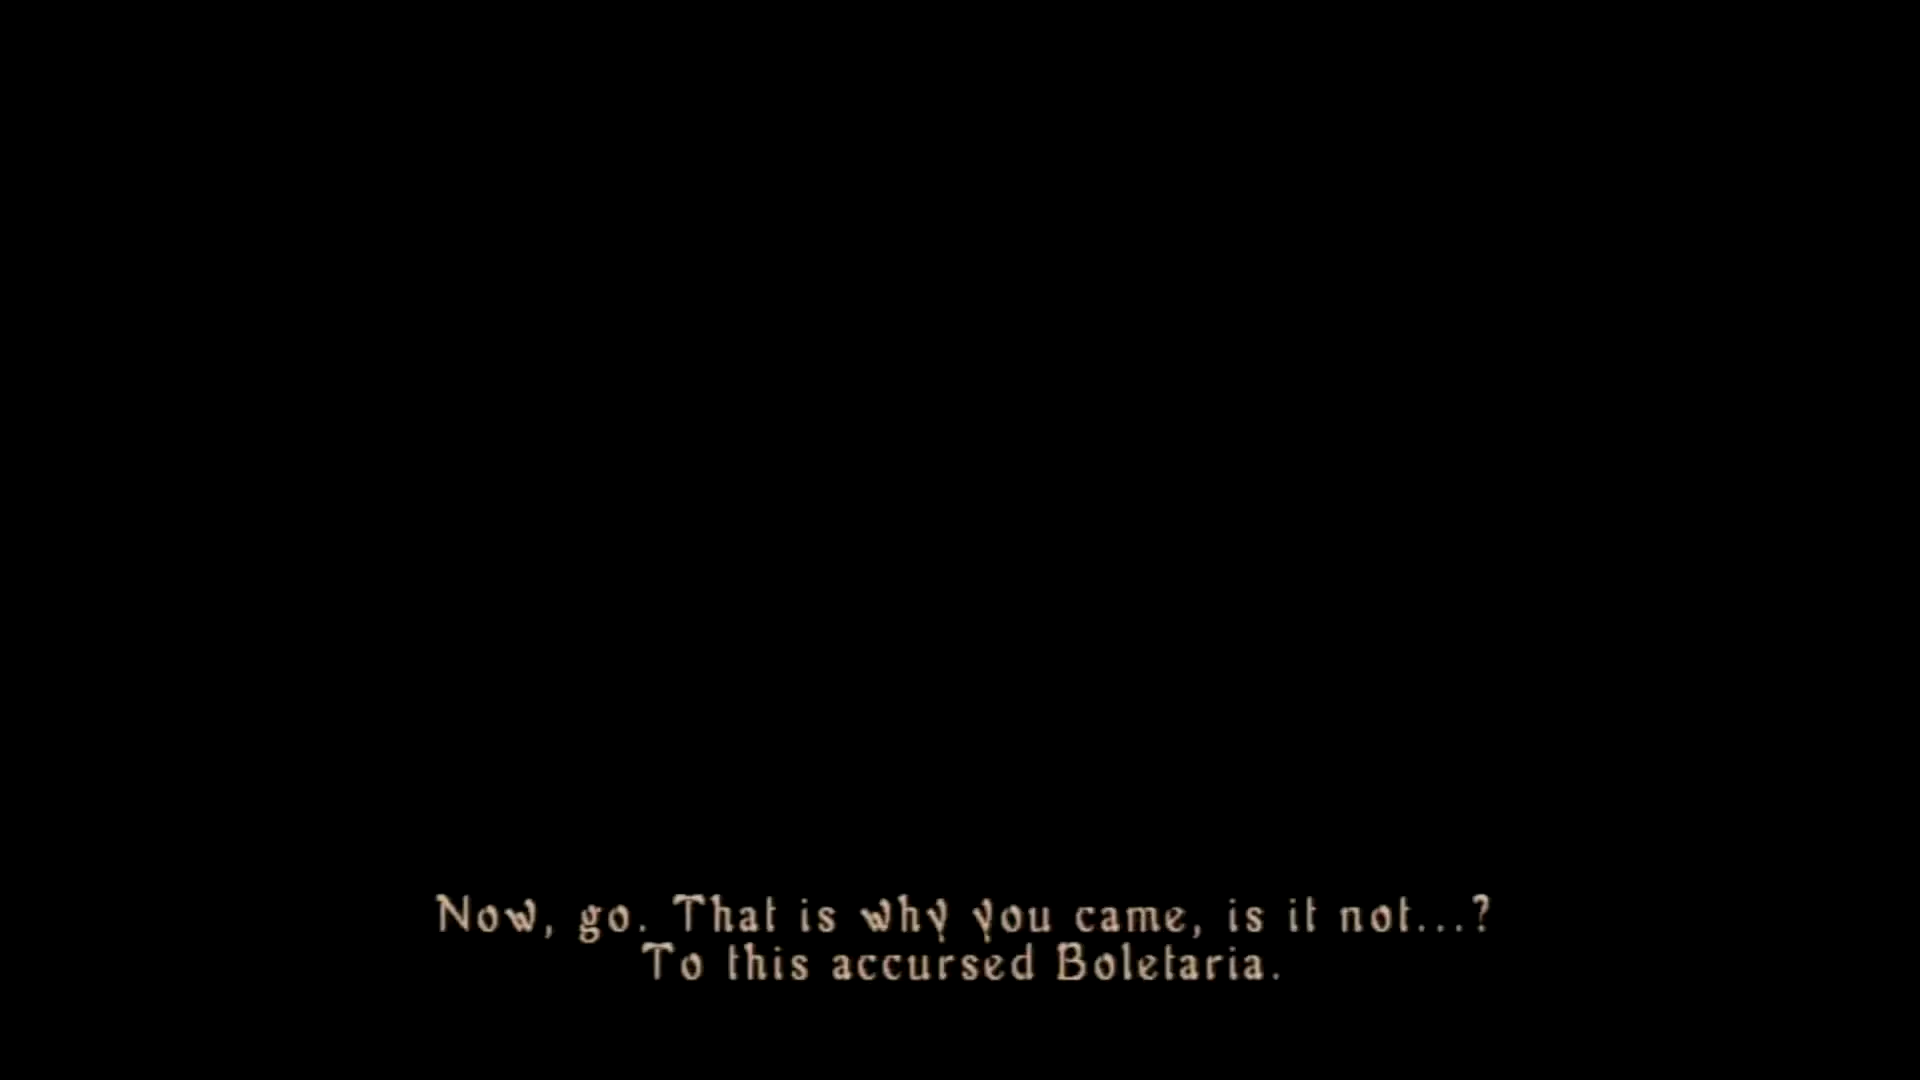 Now, go. That is why you came, is it not...?
To this accursed Boletaria.